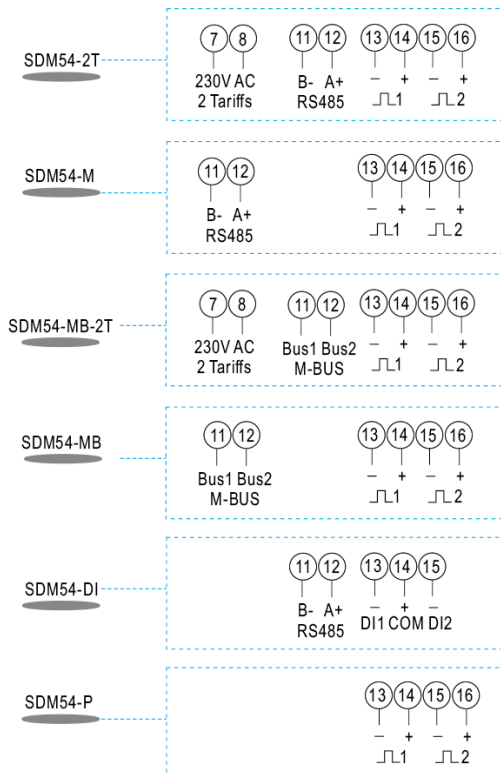 SDM54-2T
7 8 11 12 13 14 15 16
− + − +
230V AC B- A+ 1 2
2 Tariffs RS485
SDM54-M
11 12 13 14 15 16
− + − +
B- A+ 1 2
RS485
SDM54-MB-2T
7 8 11 12 13 14 15 16
− + − +
230V AC Bus1 Bus2 1 2
2 Tariffs M-BUS
SDM54-MB
11 12 13 14 15 16
− + − +
Bus1 Bus2 1 2
M-BUS
SDM54-DI
11 12 13 14 15
B- A+ − + −
RS485 DI1 COM DI2
SDM54-P
13 14 15 16
− + − +
1 2